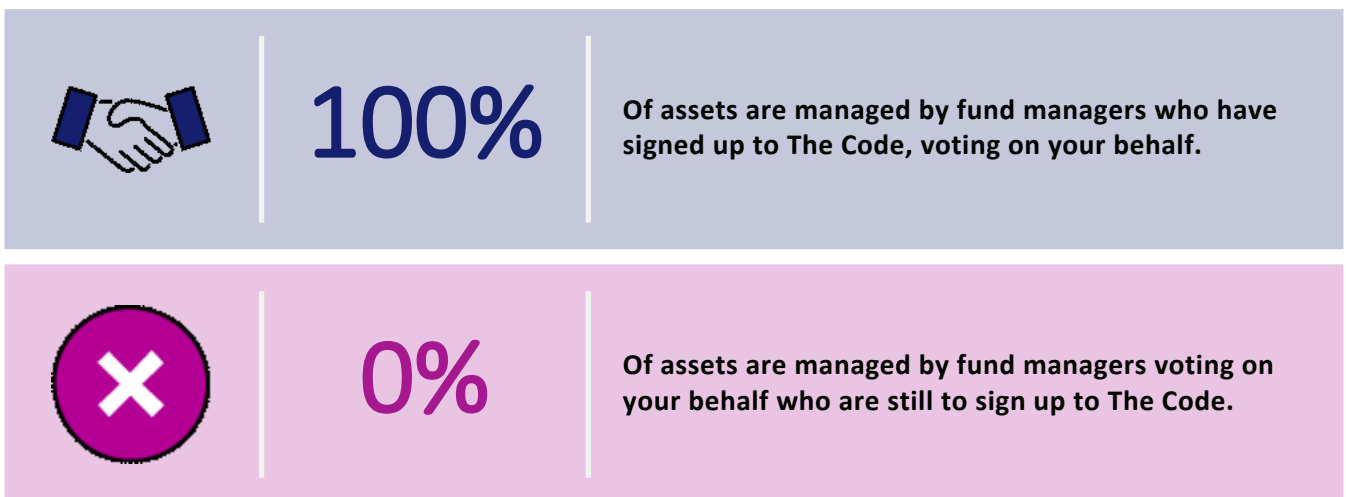 100%
Of assets are managed by fund managers who have
signed up to The Code, voting on your behalf.
0%
Of assets are managed by fund managers voting on
your behalf who are still to sign up to The Code.